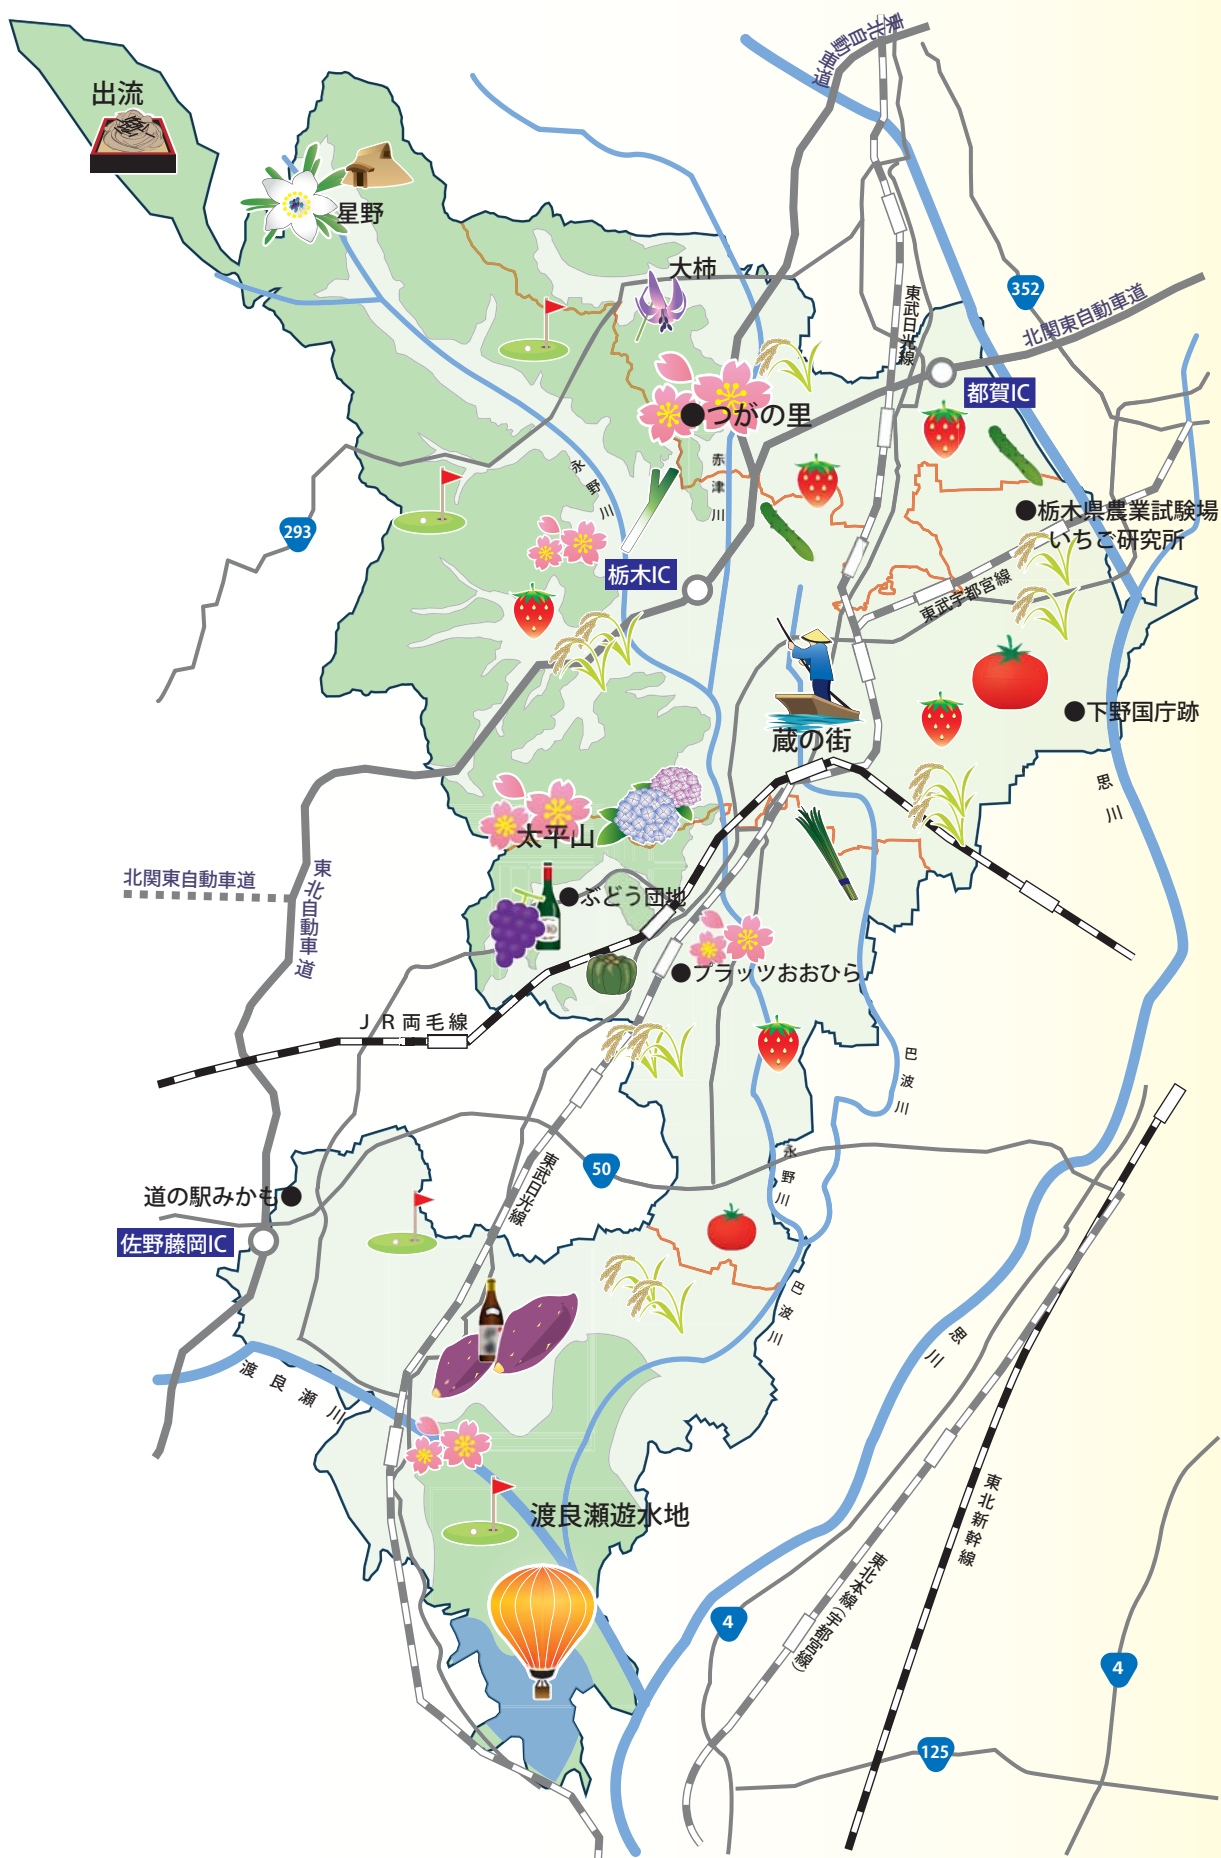 東北自動車道
出流
星野
大柿
352
北関東自動車道
東武日光線
都賀IC
つがの里
永野川
赤津川
栃木県農業試験場
いちご研究所
293
栃木IC
東武宇都宮線
下野国庁跡
蔵の街
思川
太平山
北関東自動車道
東北自動車道
ぶどう団地
プラッツおおひら
JR両毛線
巴波川
永野川
50
東武日光線
道の駅みかも
佐野藤岡IC
巴波川
思川
渡良瀬川
渡良瀬遊水地
東北新幹線
東北本線(宇都宮線)
4
4
125